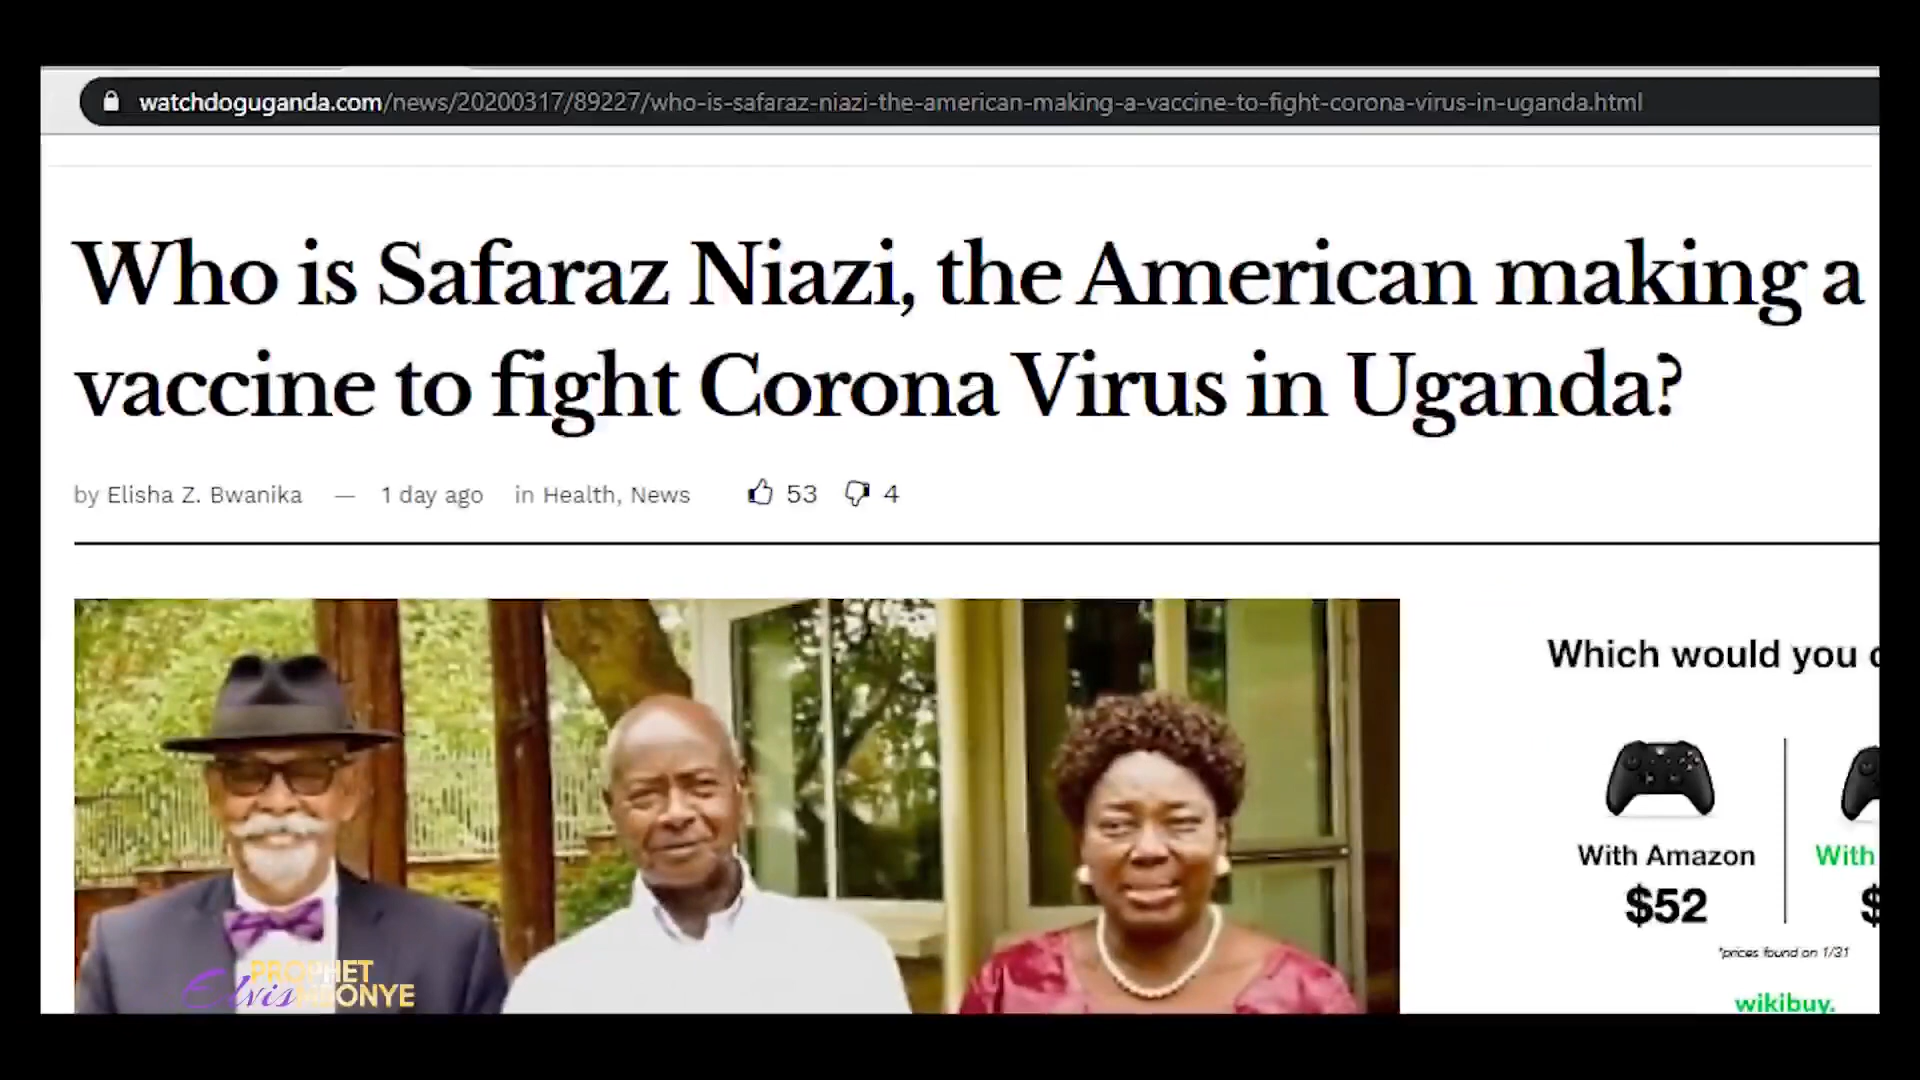 watchdoguganda.com/news/20200317/89227/who-is-safaraz-niazi-the-american-making-a-vaccine-to-fight-corona-virus-in-uganda.html
Who is Safaraz Niazi, the American making a
vaccine to fight Corona Virus in Uganda?
by Elisha Z. Bwanika — 1 day ago in Health, News 53 4
Which would you
With Amazon
$52
With
$
*prices found on 1/31
wikibuy.
PROPHET
Elvis